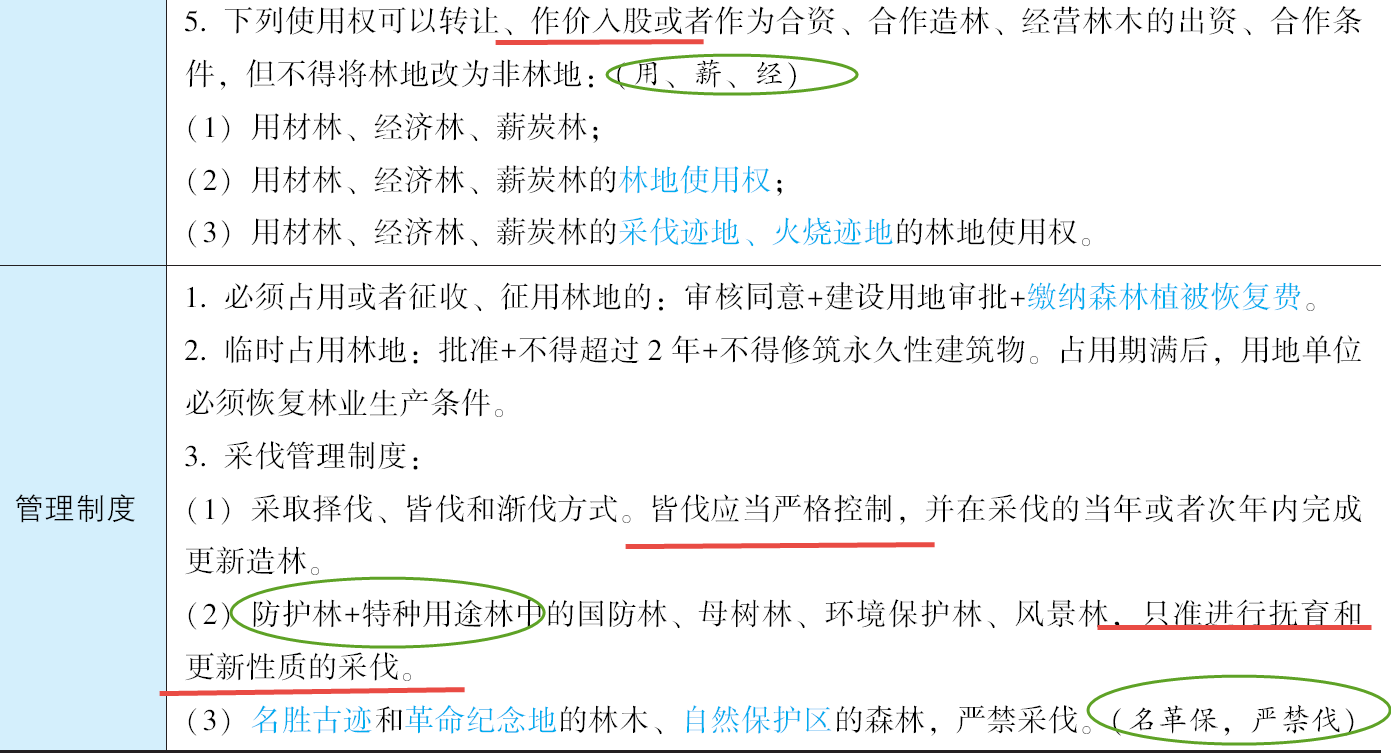 5. 下列使用权可以转让、作价入股或者作为合资、合作造林、经营林木的出资、合作条
件，但不得将林地改为非林地：（用、薪、经）
（1）用材林、经济林、薪炭林；
（2）用材林、经济林、薪炭林的林地使用权；
（3）用材林、经济林、薪炭林的采伐迹地、火烧迹地的林地使用权。
管理制度
1. 必须占用或者征收、征用林地的：审核同意+建设用地审批+缴纳森林植被恢复费。
2. 临时占用林地：批准+不得超过 2 年+不得修筑永久性建筑物。占用期满后，用地单位
必须恢复林业生产条件。
3. 采伐管理制度：
（1）采取择伐、皆伐和渐伐方式。皆伐应当严格控制，并在采伐的当年或者次年内完成
更新造林。
（2）防护林+特种用途林中的国防林、母树林、环境保护林、风景林，只准进行抚育和
更新性质的采伐。
（3）名胜古迹和革命纪念地的林木、自然保护区的森林，严禁采伐。（名革保，严禁伐）